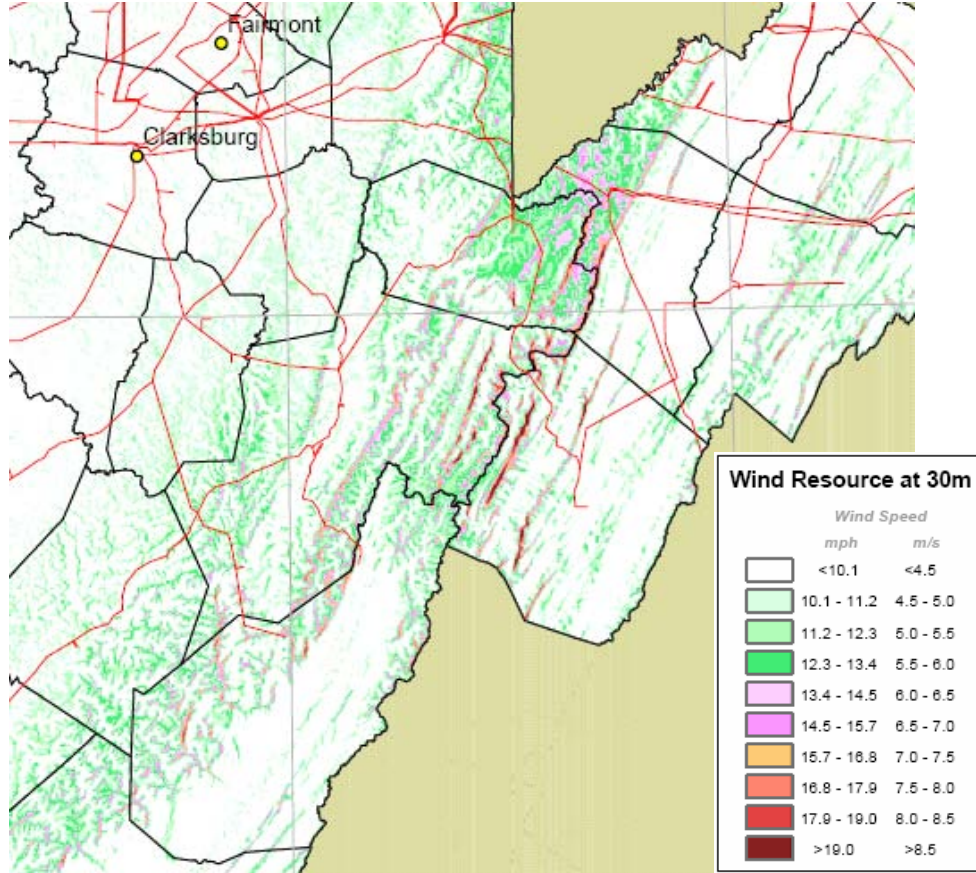 Fairmont
Clarksburg
Wind Resource at 30m
Wind Speed
mph m/s
<10.1 <4.5
10.1 - 11.2 4.5 - 5.0
11.2 - 12.3 5.0 - 5.5
12.3 - 13.4 5.5 - 6.0
13.4 - 14.5 6.0 - 6.5
14.5 - 15.7 6.5 - 7.0
15.7 - 16.8 7.0 - 7.5
16.8 - 17.9 7.5 - 8.0
17.9 - 19.0 8.0 - 8.5
>19.0 >8.5